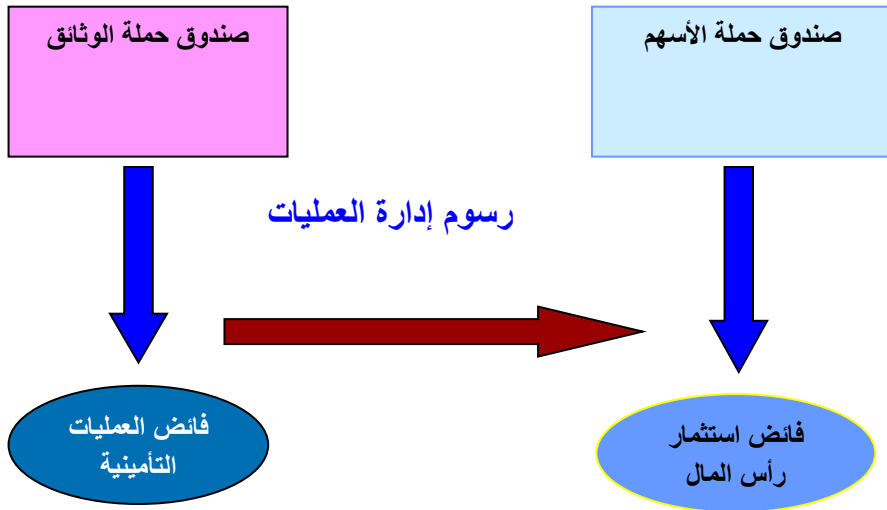 صندوق حملة الأسهم
صندوق حملة الوثائق
رسوم إدارة العمليات
فائض استثمار
رأس المال
فائض العمليات
التأمينية